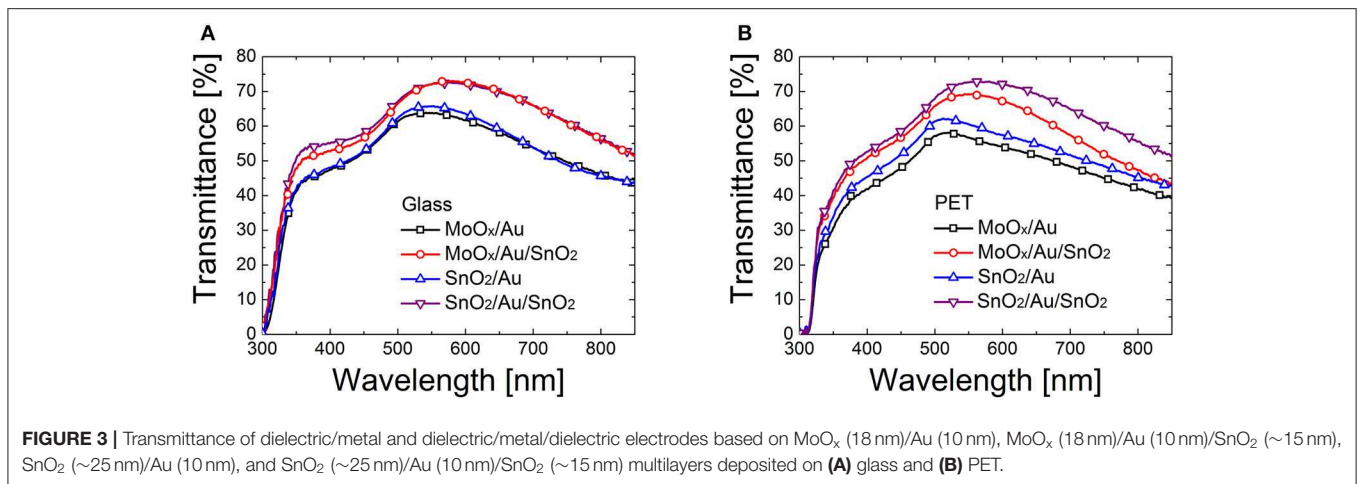 A
Transmittance [%]
80
70
60
50
40
30
20
10
0
300 400 500 600 700 800
Wavelength [nm]
Glass
MoOₓ/Au
MoOₓ/Au/SnO₂
SnO₂/Au
SnO₂/Au/SnO₂
B
Transmittance [%]
80
70
60
50
40
30
20
10
0
300 400 500 600 700 800
Wavelength [nm]
PET
MoOₓ/Au
MoOₓ/Au/SnO₂
SnO₂/Au
SnO₂/Au/SnO₂
FIGURE 3 | Transmittance of dielectric/metal and dielectric/metal/dielectric electrodes based on MoOₓ (18 nm)/Au (10 nm), MoOₓ (18 nm)/Au (10 nm)/SnO₂ (∼15 nm),
SnO₂ (∼25 nm)/Au (10 nm), and SnO₂ (∼25 nm)/Au (10 nm)/SnO₂ (∼15 nm) multilayers deposited on (A) glass and (B) PET.